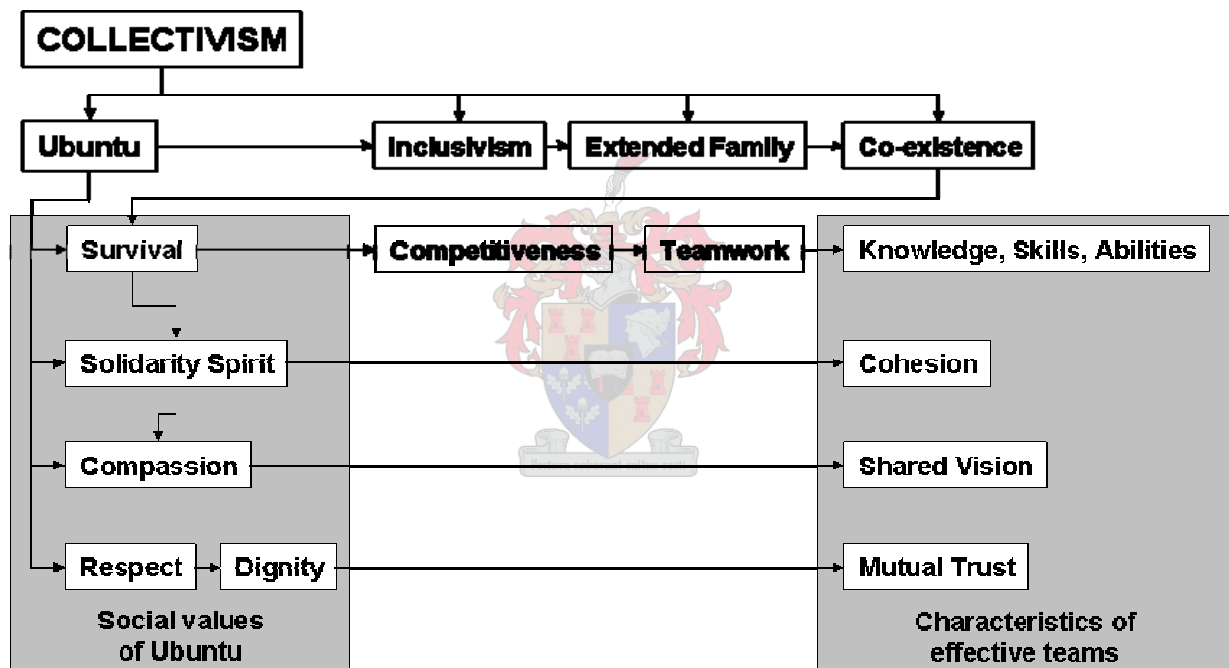 COLLECTIVISM
Ubuntu
Inclusivism
Extended Family
Co-existence
Survival
Competitiveness
Teamwork
Knowledge, Skills, Abilities
Solidarity Spirit
Cohesion
Compassion
Shared Vision
Respect
Dignity
Mutual Trust
Social values
of Ubuntu
Characteristics of
effective teams